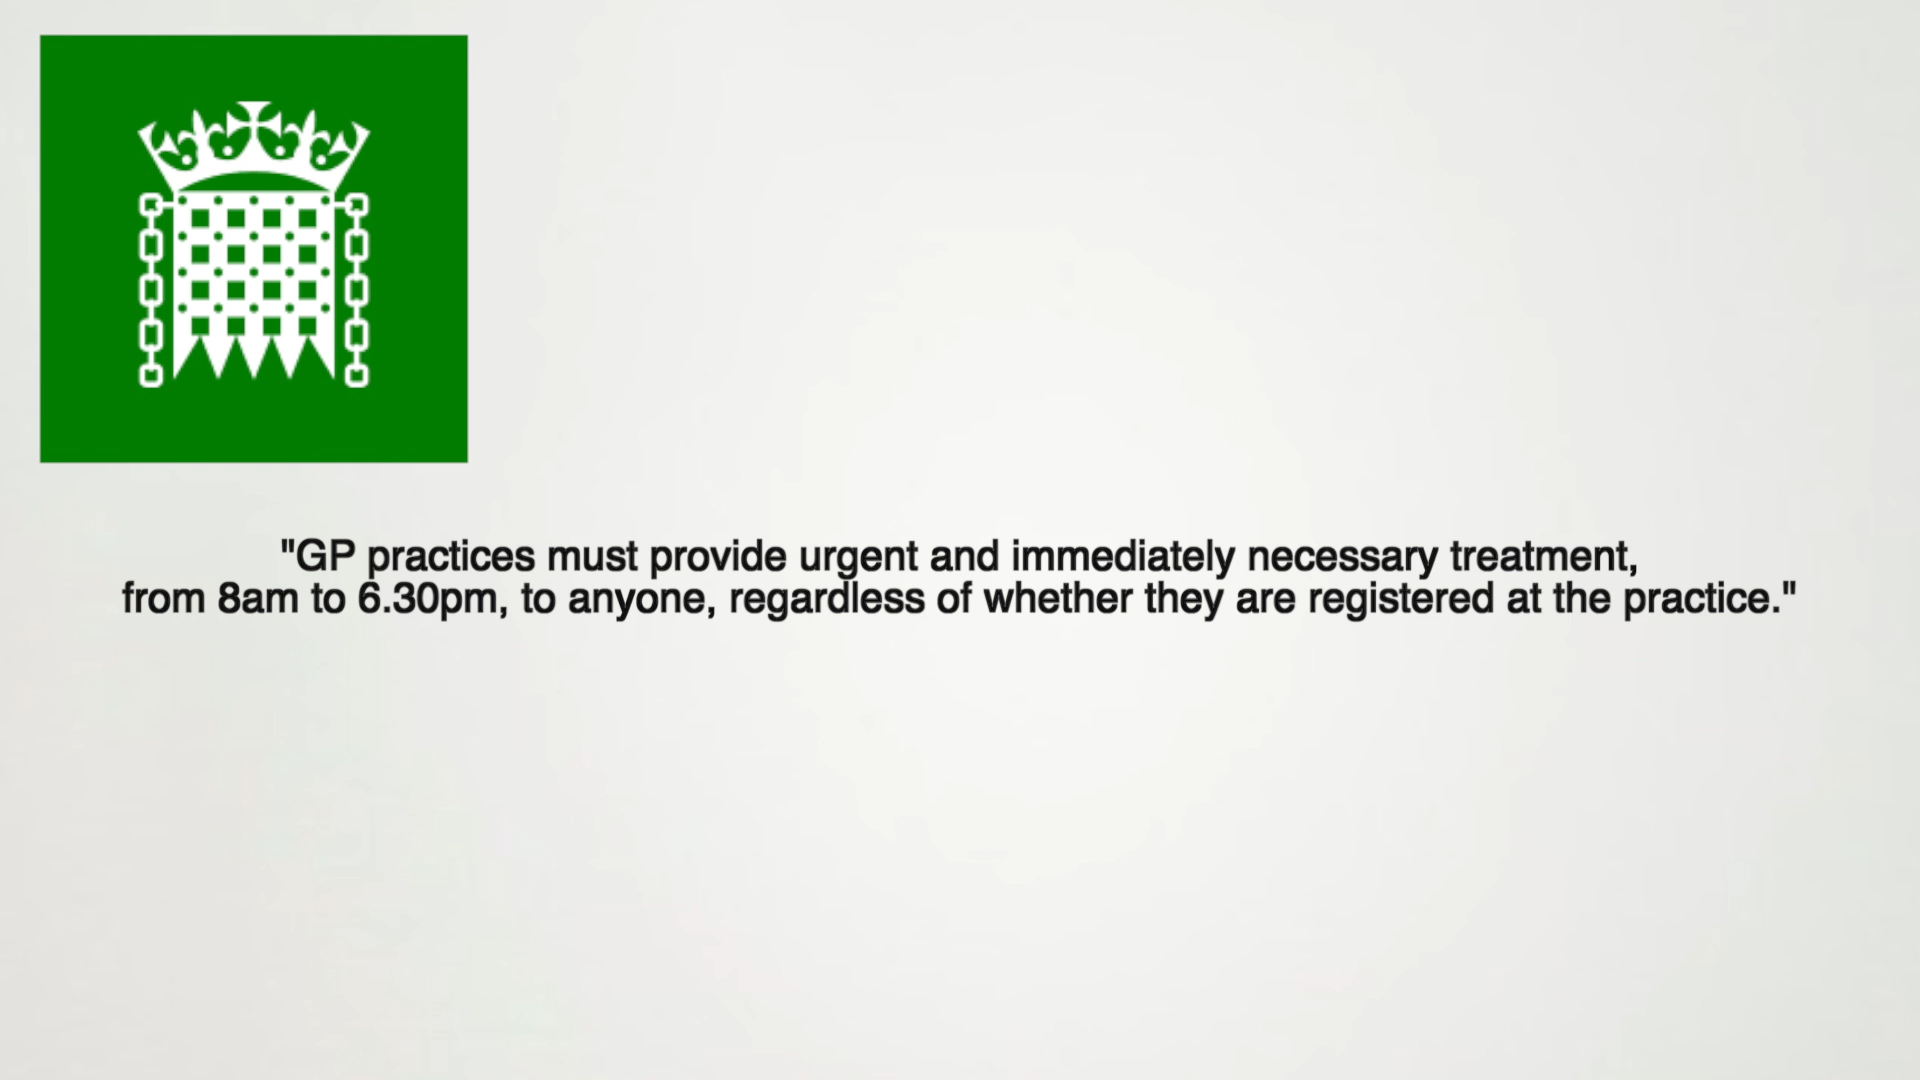 "GP practices must provide urgent and immediately necessary treatment,
from 8am to 6.30pm, to anyone, regardless of whether they are registered at the practice."